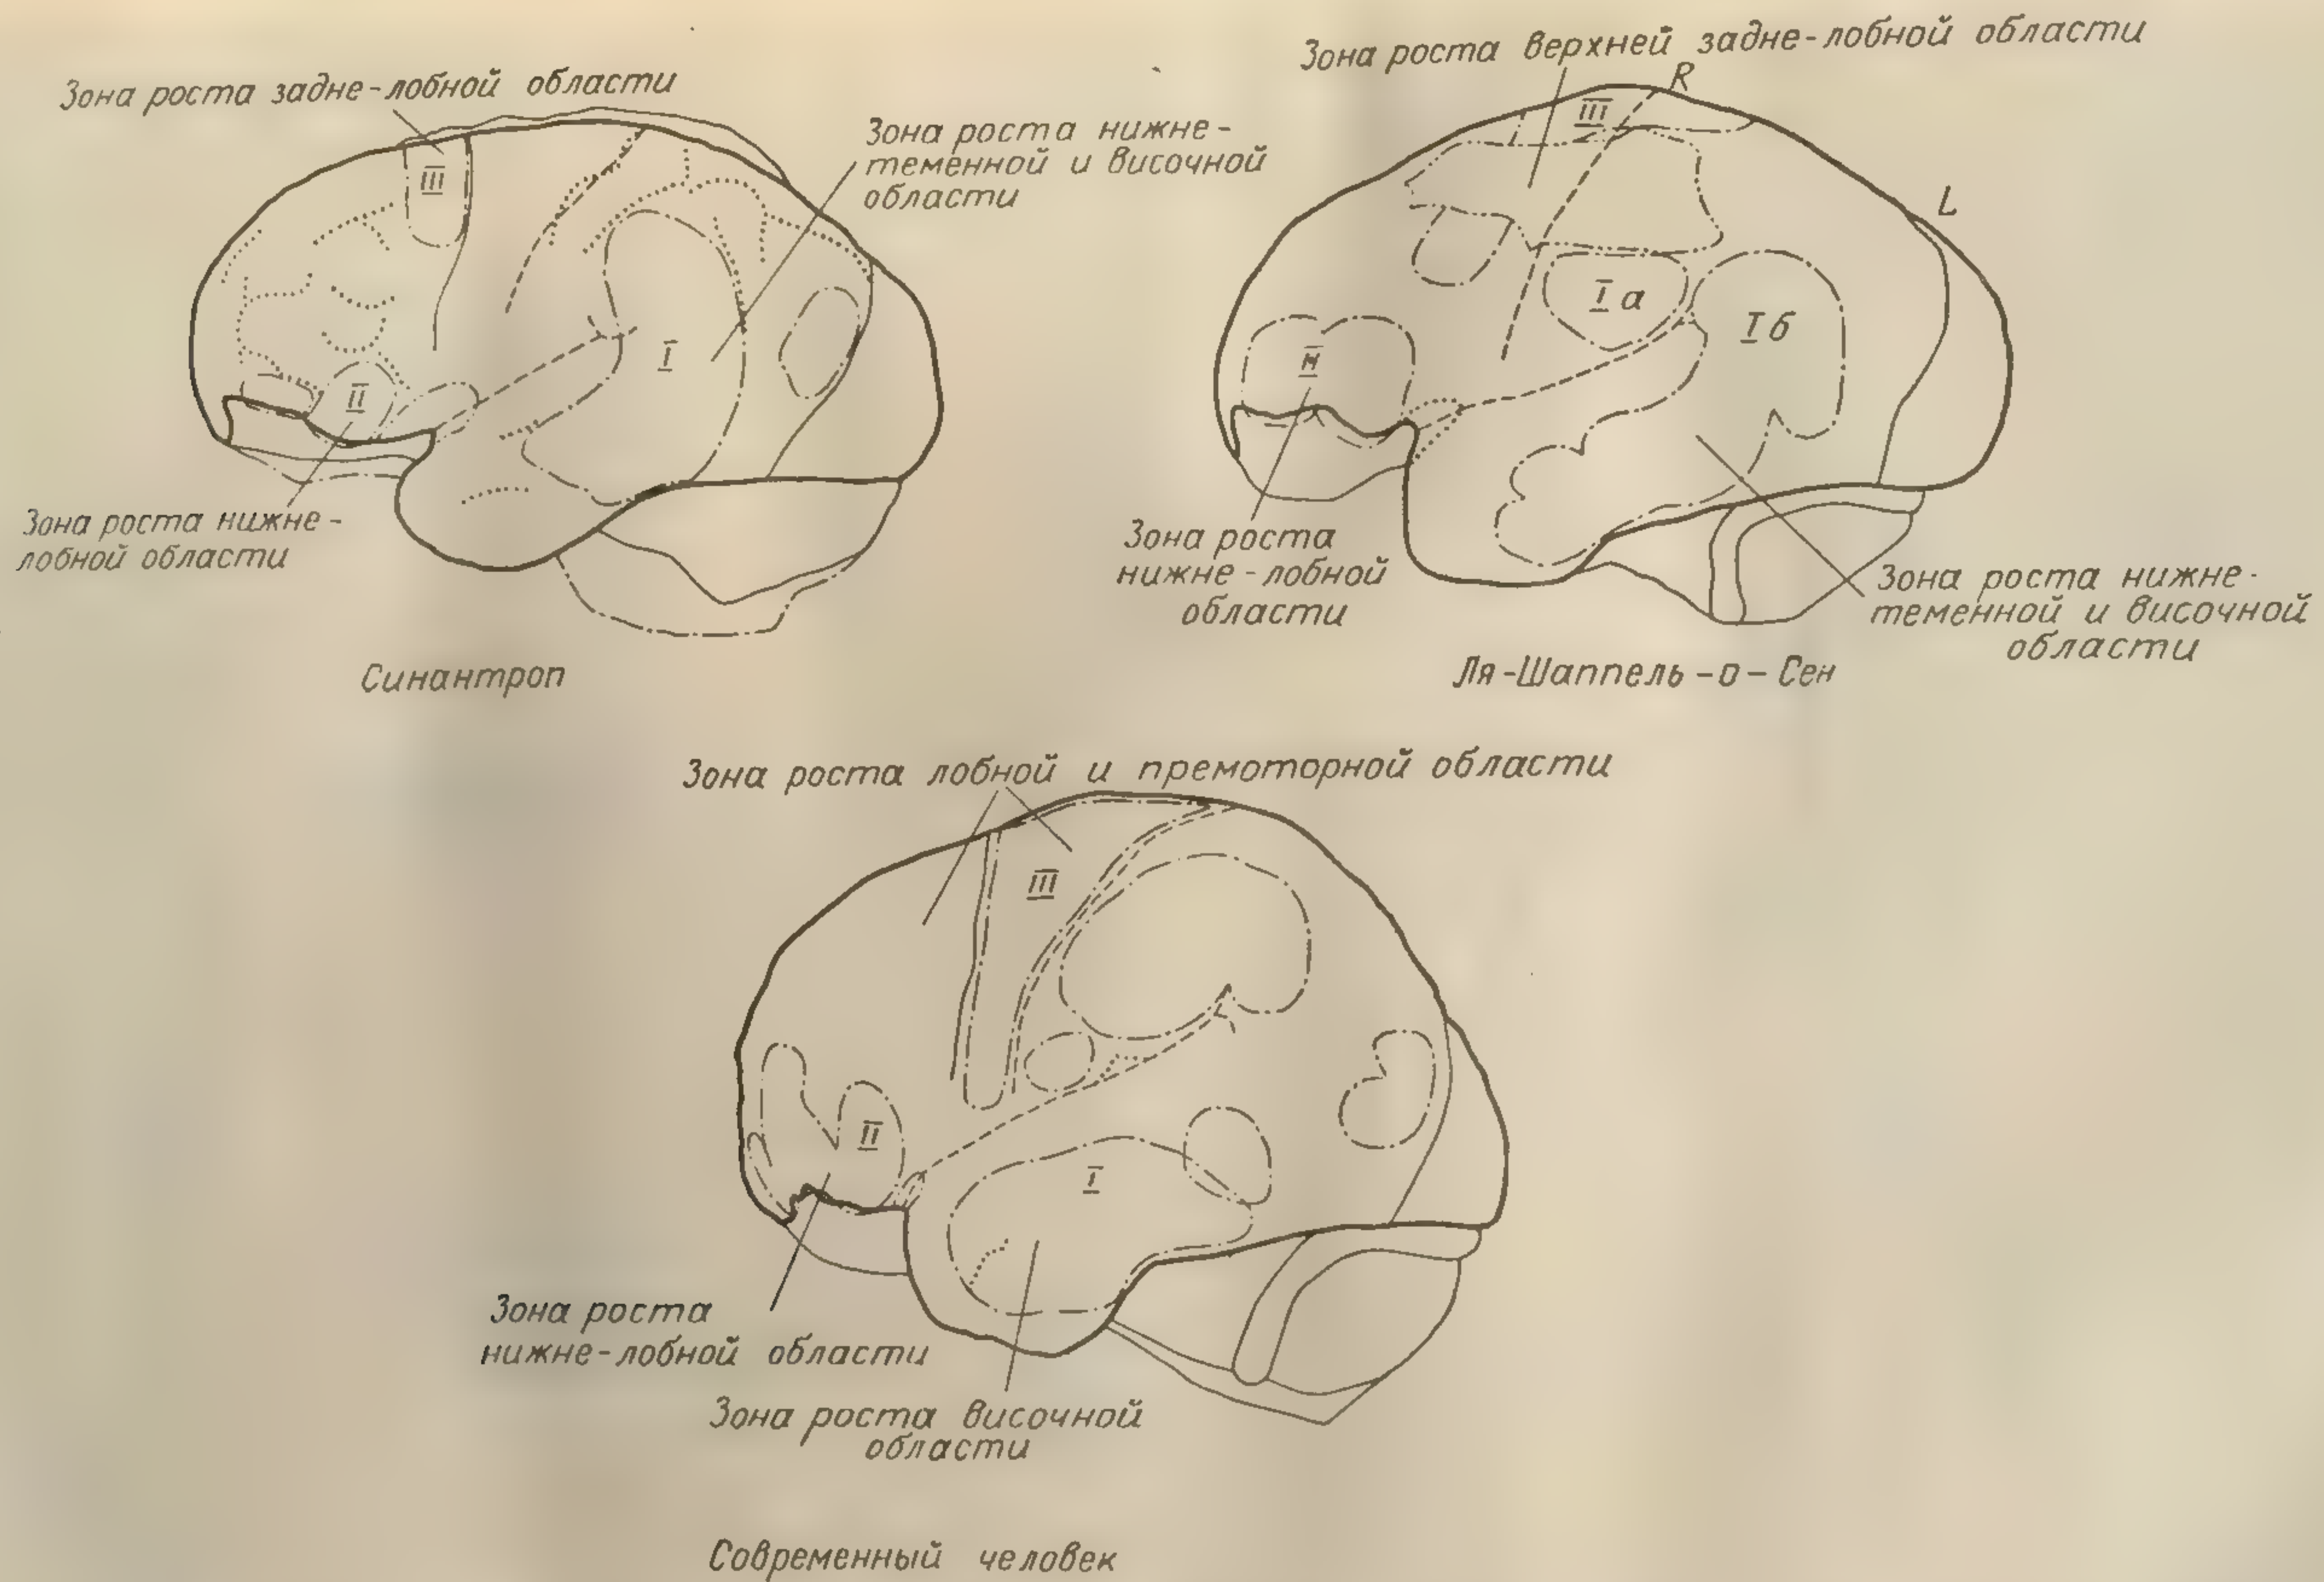 Зона роста задне-лобной области
III
Зона роста нижне-
теменной и височной
области
I
II
Зона роста нижне-
лобной области
Синантроп
Зона роста верхней задне-лобной области
R
III
L
I а
I б
Зона роста
нижне-лобной
области
Зона роста нижне-
теменной и височной
области
Ля-Шаппель-о-Сен
Зона роста лобной и премоторной области
III
II
I
Зона роста
нижне-лобной области
Зона роста височной
области
Современный человек